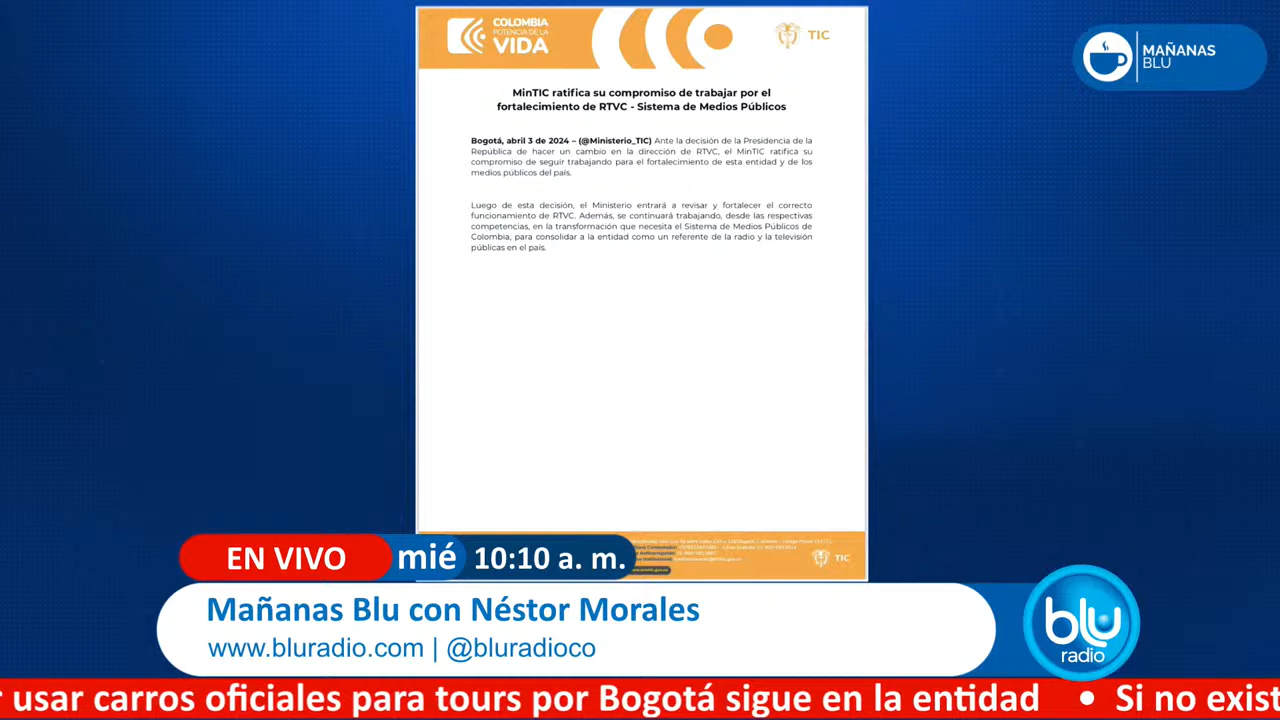 COLOMBIA
POTENCIA DE LA
VIDA
TIC
MAÑANAS
BLU
MinTIC ratifica su compromiso de trabajar por el
fortalecimiento de RTVC - Sistema de Medios Públicos
Bogotá, abril 3 de 2024 – (@Ministerio_TIC) Ante la decisión de la Presidencia de la
República de hacer un cambio en la dirección de RTVC, el MinTIC ratifica su
compromiso de seguir trabajando para el fortalecimiento de esta entidad y de los
medios públicos del país.
Luego de esta decisión, el Ministerio entrará a revisar y fortalecer el correcto
funcionamiento de RTVC. Además, se continuará trabajando, desde las respectivas
competencias, en la transformación que necesita el Sistema de Medios Públicos de
Colombia, para consolidar a la entidad como un referente de la radio y la televisión
públicas en el país.
TIC
EN VIVO mié 10:10 a. m.
Mañanas Blu con Néstor Morales
www.bluradio.com | @bluradioco
blu
radio
r usar carros oficiales para tours por Bogotá sigue en la entidad • Si no exist